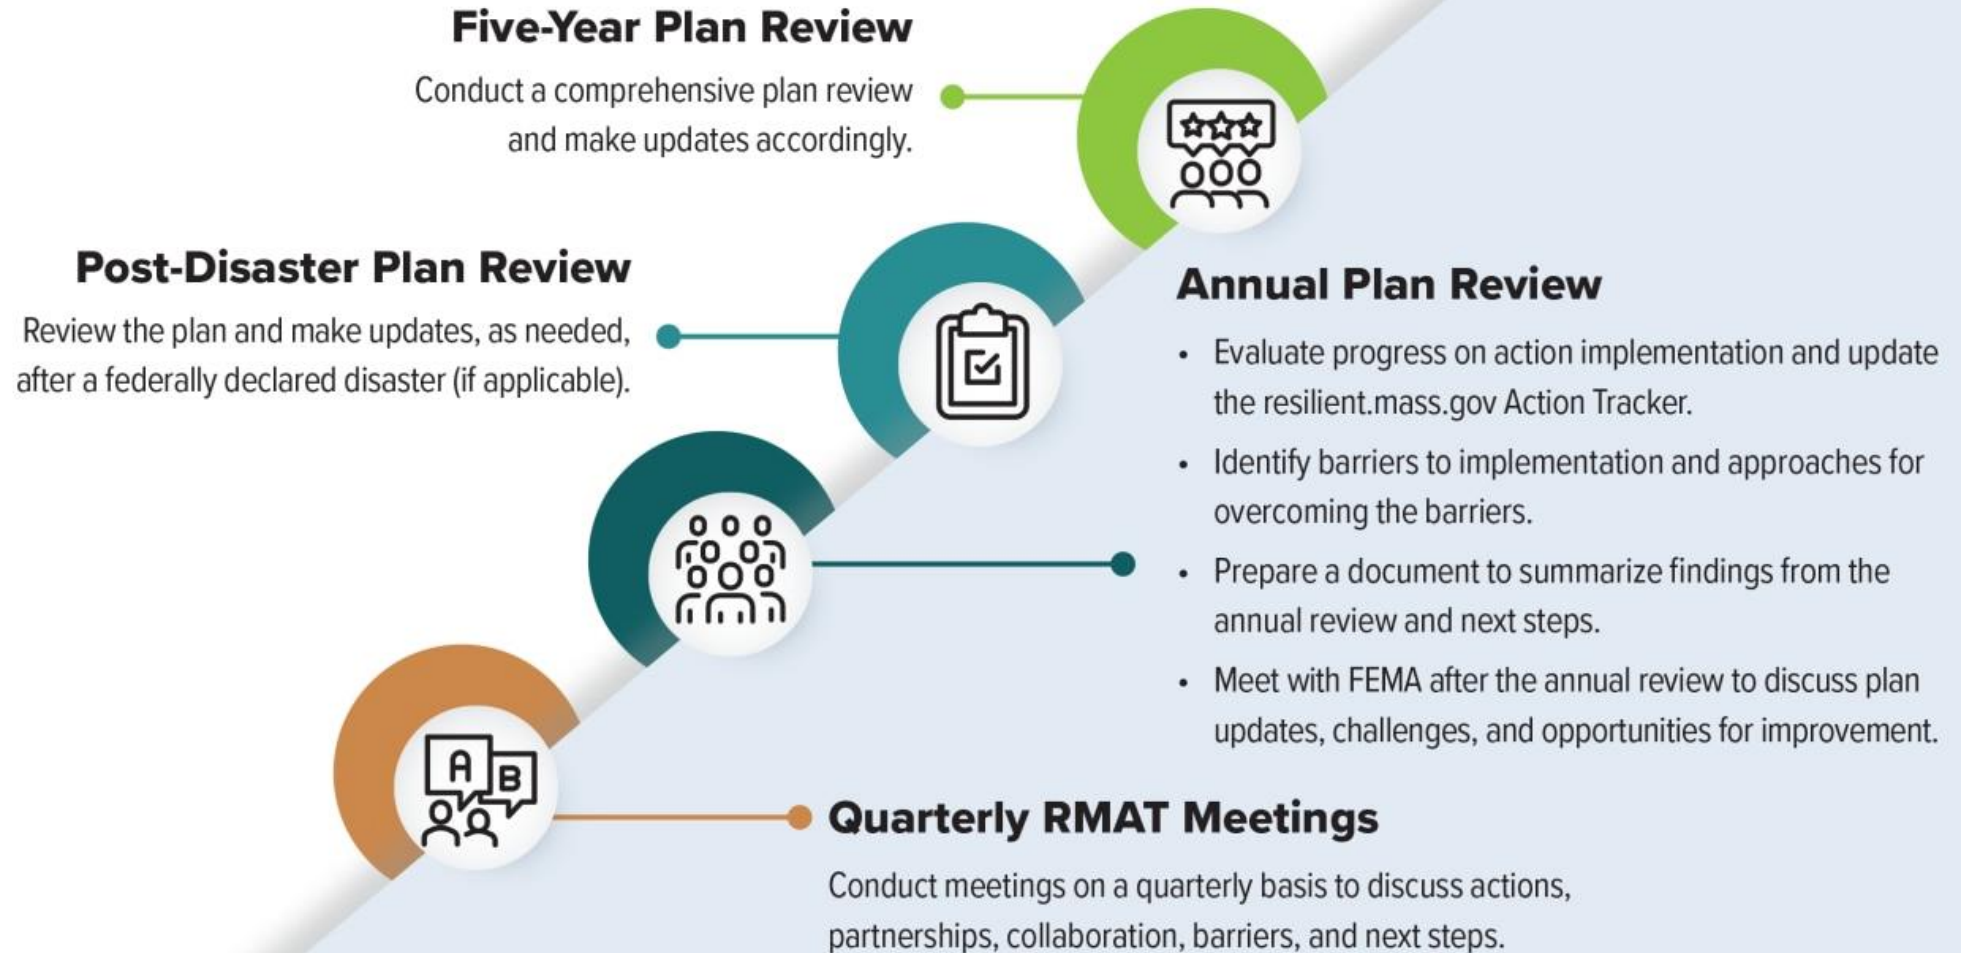 Five-Year Plan Review
Conduct a comprehensive plan review
and make updates accordingly.
Post-Disaster Plan Review
Review the plan and make updates, as needed,
after a federally declared disaster (if applicable).
Annual Plan Review
• Evaluate progress on action implementation and update
the resilient.mass.gov Action Tracker.
• Identify barriers to implementation and approaches for
overcoming the barriers.
• Prepare a document to summarize findings from the
annual review and next steps.
• Meet with FEMA after the annual review to discuss plan
updates, challenges, and opportunities for improvement.
A B
Quarterly RMAT Meetings
Conduct meetings on a quarterly basis to discuss actions,
partnerships, collaboration, barriers, and next steps.